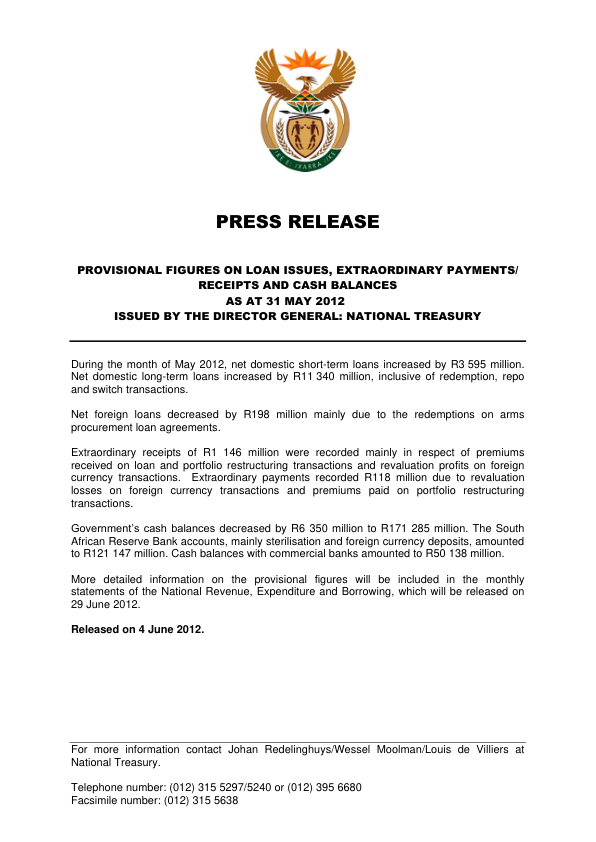 !KE E: /XARRA //KE
PRESS RELEASE
PROVISIONAL FIGURES ON LOAN ISSUES, EXTRAORDINARY PAYMENTS/
RECEIPTS AND CASH BALANCES
AS AT 31 MAY 2012
ISSUED BY THE DIRECTOR GENERAL: NATIONAL TREASURY
During the month of May 2012, net domestic short-term loans increased by R3 595 million.
Net domestic long-term loans increased by R11 340 million, inclusive of redemption, repo
and switch transactions.
Net foreign loans decreased by R198 million mainly due to the redemptions on arms
procurement loan agreements.
Extraordinary receipts of R1 146 million were recorded mainly in respect of premiums
received on loan and portfolio restructuring transactions and revaluation profits on foreign
currency transactions. Extraordinary payments recorded R118 million due to revaluation
losses on foreign currency transactions and premiums paid on portfolio restructuring
transactions.
Government's cash balances decreased by R6 350 million to R171 285 million. The South
African Reserve Bank accounts, mainly sterilisation and foreign currency deposits, amounted
to R121 147 million. Cash balances with commercial banks amounted to R50 138 million.
More detailed information on the provisional figures will be included in the monthly
statements of the National Revenue, Expenditure and Borrowing, which will be released on
29 June 2012.
Released on 4 June 2012.
For more information contact Johan Redelinghuys/Wessel Moolman/Louis de Villiers at
National Treasury.
Telephone number: (012) 315 5297/5240 or (012) 395 6680
Facsimile number: (012) 315 5638